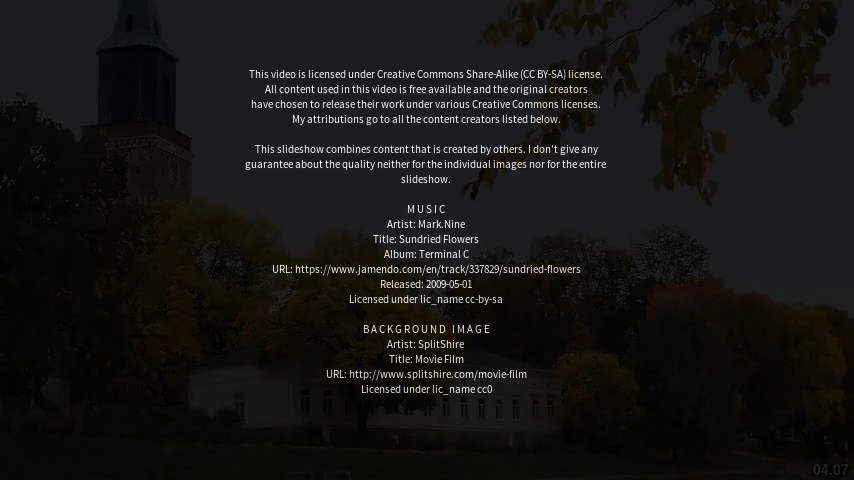 This video is licensed under Creative Commons Share-Alike (CC BY-SA) license.
All content used in this video is free available and the original creators
have chosen to release their work under various Creative Commons licenses.
My attributions go to all the content creators listed below.
This slideshow combines content that is created by others. I don't give any
guarantee about the quality neither for the individual images nor for the entire
slideshow.
MUSIC
Artist: Mark.Nine
Title: Sundried Flowers
Album: Terminal C
URL: https://www.jamendo.com/en/track/337829/sundried-flowers
Released: 2009-05-01
Licensed under lic_name cc-by-sa
BACKGROUND IMAGE
Artist: SplitShire
Title: Movie Film
URL: http://www.splitshire.com/movie-film
Licensed under lic_name cc0
04.07